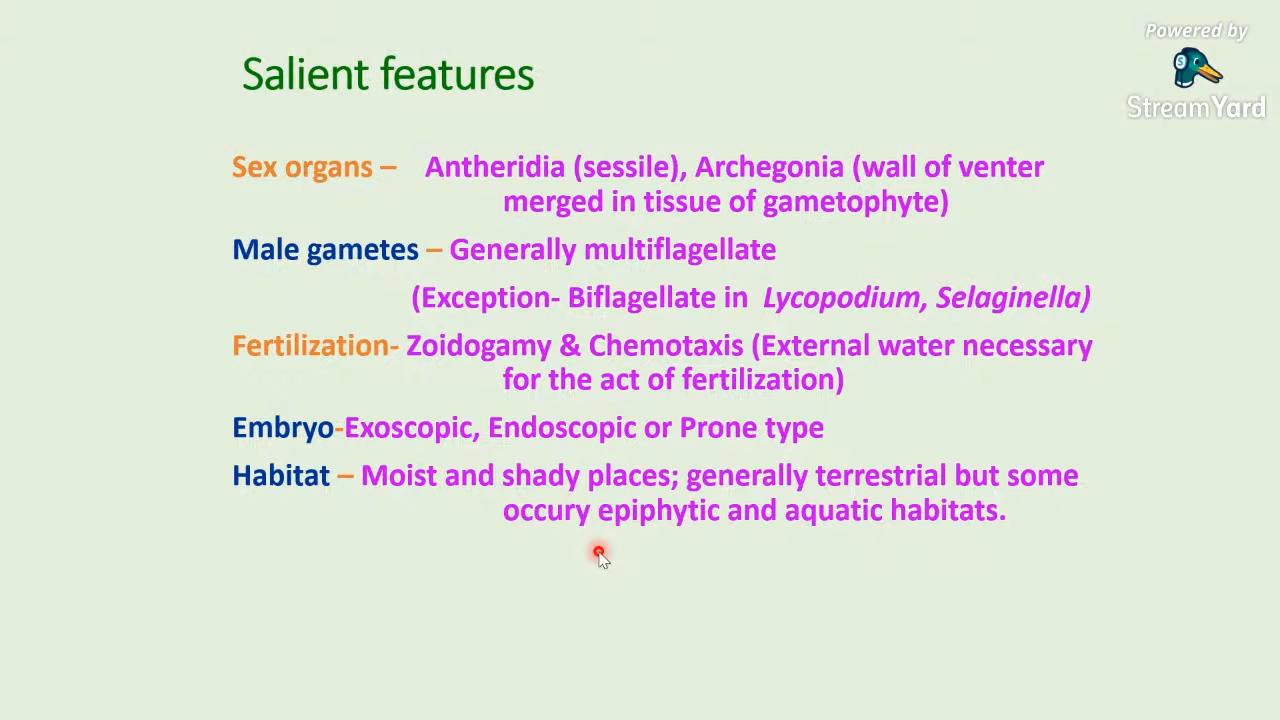 Powered by
StreamYard
Salient features
Sex organs – Antheridia (sessile), Archegonia (wall of venter
merged in tissue of gametophyte)
Male gametes – Generally multiflagellate
(Exception- Biflagellate in Lycopodium, Selaginella)
Fertilization- Zoidogamy & Chemotaxis (External water necessary
for the act of fertilization)
Embryo-Exoscopic, Endoscopic or Prone type
Habitat – Moist and shady places; generally terrestrial but some
occury epiphytic and aquatic habitats.